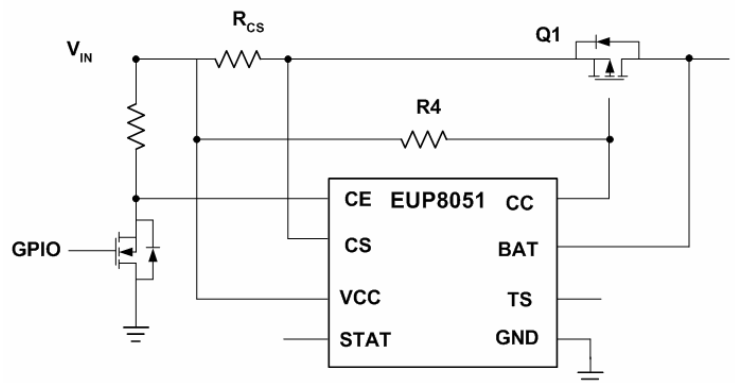 R_CS
Q1
V_IN
R4
CE EUP8051 CC
GPIO
CS BAT
VCC TS
STAT GND